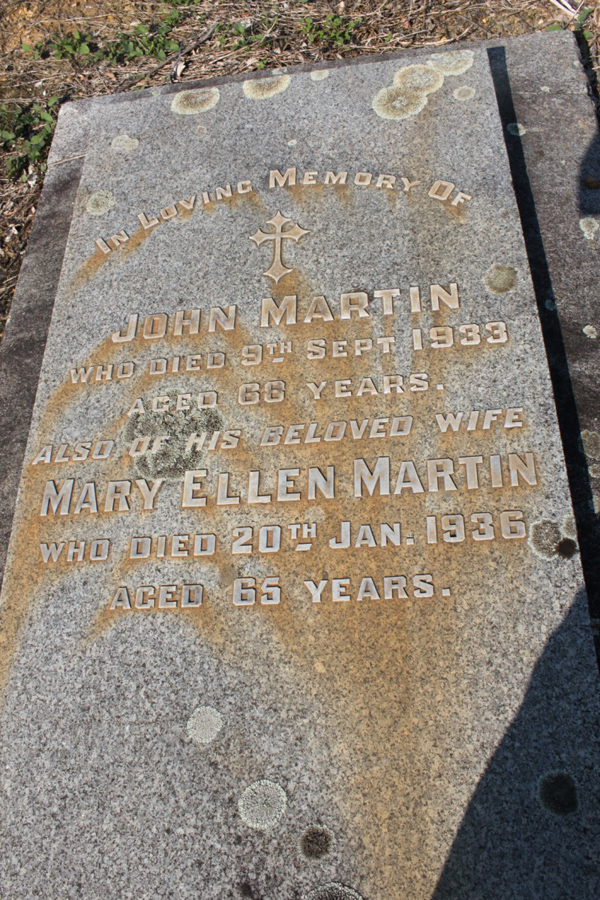 IN LOVING MEMORY OF
JOHN MARTIN
WHO DIED 9TH SEPT. 1933
AGED 66 YEARS.
ALSO OF HIS BELOVED WIFE
MARY ELLEN MARTIN
WHO DIED 20TH JAN. 1936
AGED 65 YEARS.